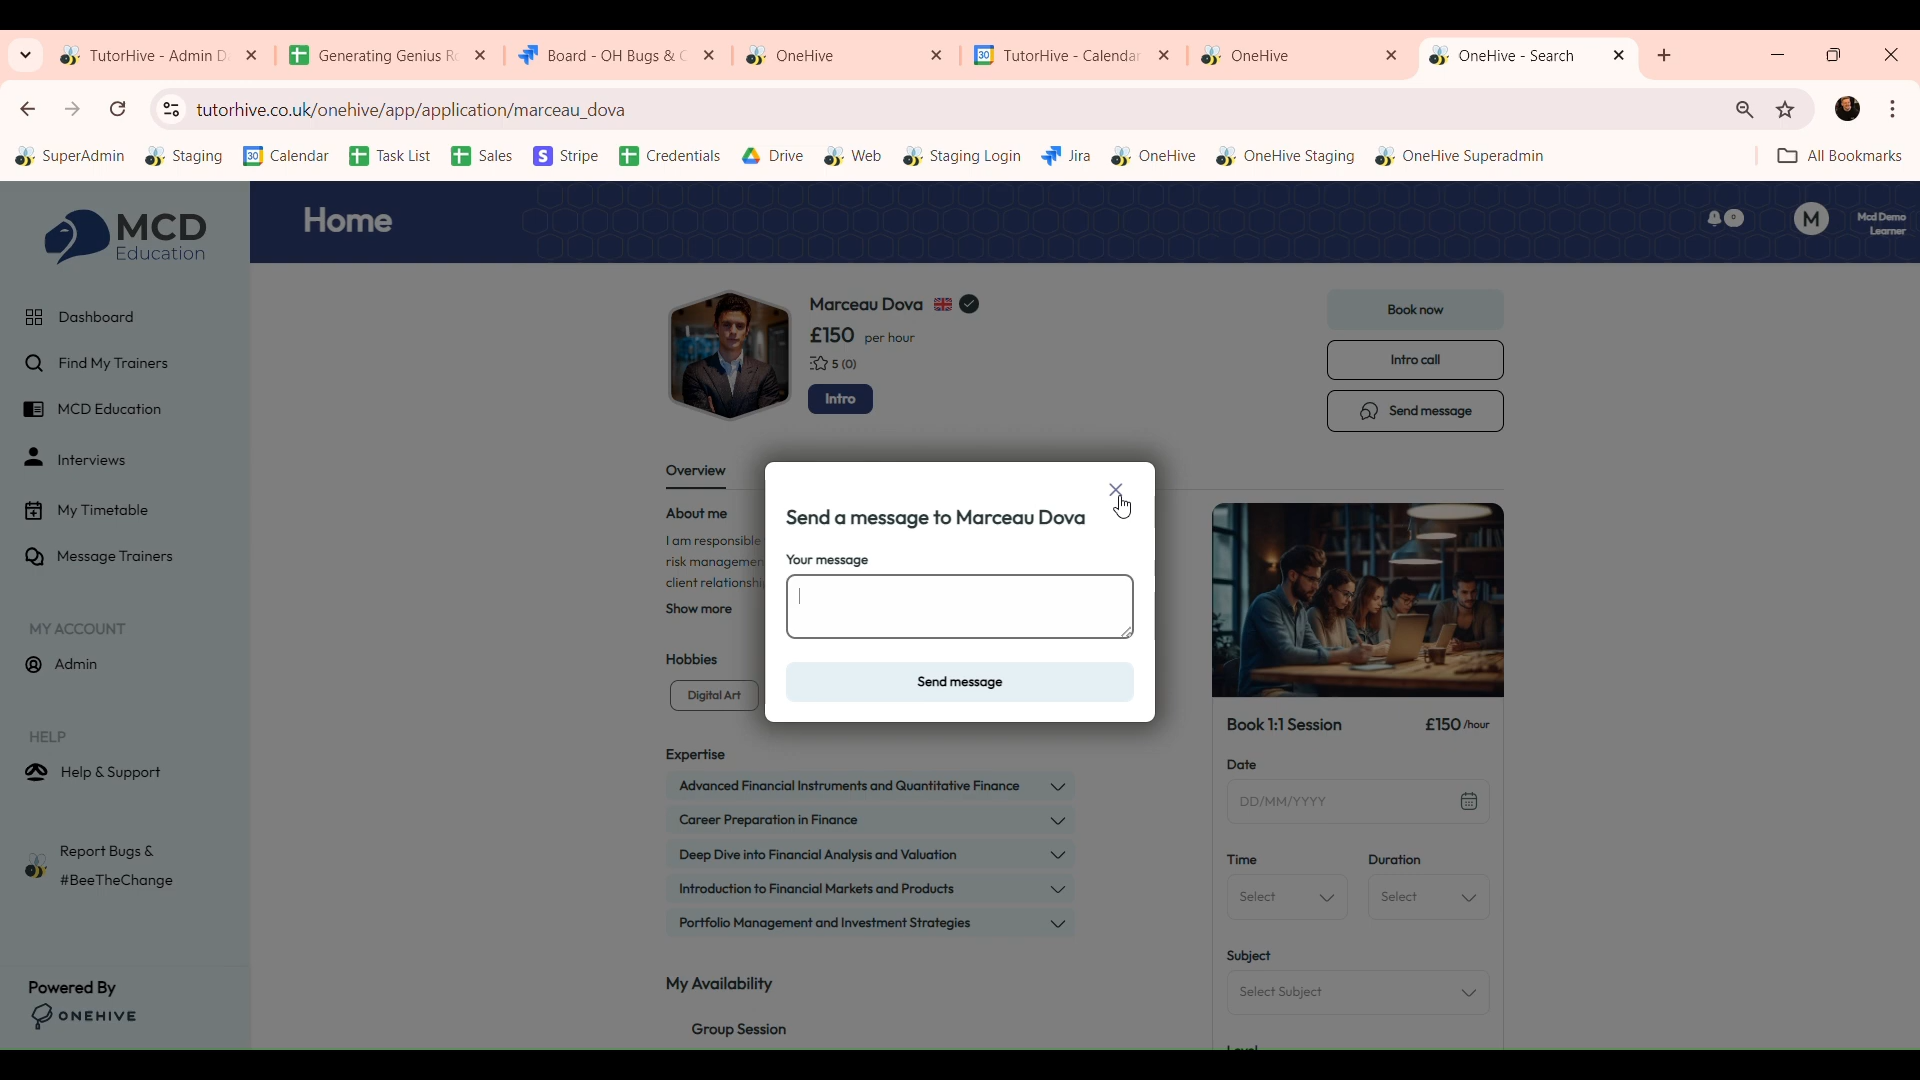 TutorHive - Admin D
Generating Genius R
Board - OH Bugs & C
OneHive
TutorHive - Calendar
OneHive
OneHive - Search
tutorhive.co.uk/onehive/app/application/marceau_dova
SuperAdmin
Staging
Calendar
Task List
Sales
Stripe
Credentials
Drive
Web
Staging Login
Jira
OneHive
OneHive Staging
OneHive Superadmin
All Bookmarks
MCD
Education
Home
M
Mcd Demo
Learner
Dashboard
Find My Trainers
MCD Education
Interviews
My Timetable
Message Trainers
MY ACCOUNT
Admin
HELP
Help & Support
Report Bugs &
#BeeTheChange
Powered By
ONEHIVE
Marceau Dova
£150 per hour
5 (0)
Intro
Book now
Intro call
Send message
Overview
About me
I am responsible
risk managemen
client relationshi
Show more
Hobbies
Digital Art
Send a message to Marceau Dova
Your message
Send message
Expertise
Advanced Financial Instruments and Quantitative Finance
Career Preparation in Finance
Deep Dive into Financial Analysis and Valuation
Introduction to Financial Markets and Products
Portfolio Management and Investment Strategies
My Availability
Group Session
Book 1:1 Session £150 /hour
Date
DD/MM/YYYY
Time Duration
Select Select
Subject
Select Subject